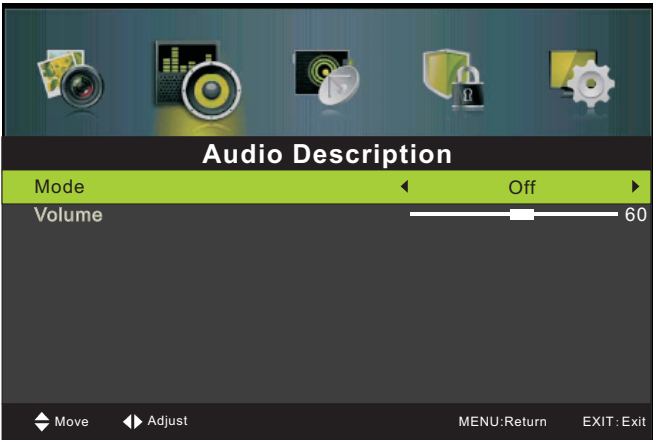 Audio Description
Mode Off
Volume 60
Move Adjust MENU:Return EXIT:Exit